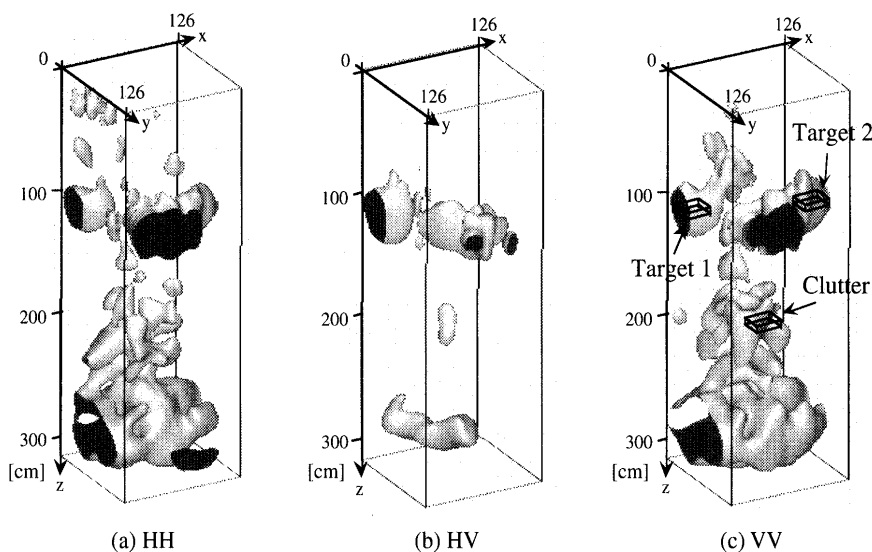 126
x
0
126
y
100
200
300
[cm]
z
(a) HH
126
x
0
126
y
100
200
300
[cm]
z
(b) HV
126
x
0
126
y
Target 2
100
Target 1
Clutter
200
300
[cm]
z
(c) VV